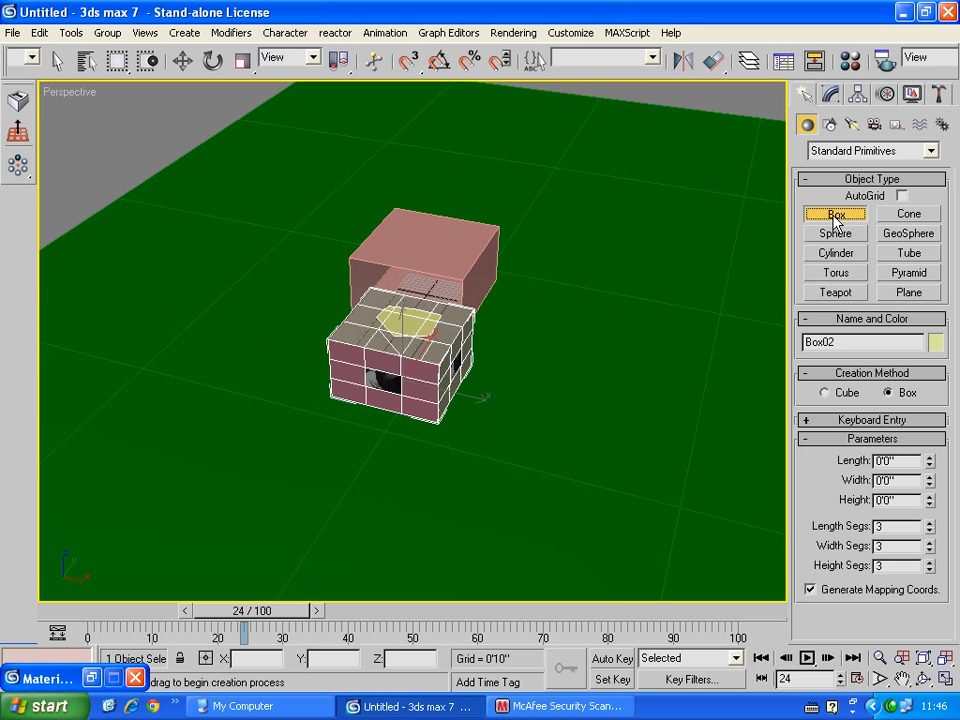 Untitled - 3ds max 7 - Stand-alone License
File Edit Tools Group Views Create Modifiers Character reactor Animation Graph Editors Rendering Customize MAXScript Help
View View
Perspective
Standard Primitives
- Object Type
AutoGrid
Box Cone
Sphere GeoSphere
Cylinder Tube
Torus Pyramid
Teapot Plane
- Name and Color
Box02
- Creation Method
Cube Box
+ Keyboard Entry
- Parameters
Length: 0'0"
Width: 0'0"
Height: 0'0"
Length Segs: 3
Width Segs: 3
Height Segs: 3
Generate Mapping Coords.
< 24 / 100 >
0 10 20 30 40 50 60 70 80 90 100
1 Object Sele X: Y: Z: Grid = 0'10" Auto Key Selected
Materi... drag to begin creation process Add Time Tag Set Key Key Filters... 24
start My Computer Untitled - 3ds max 7 ... McAfee Security Scan... 11:46